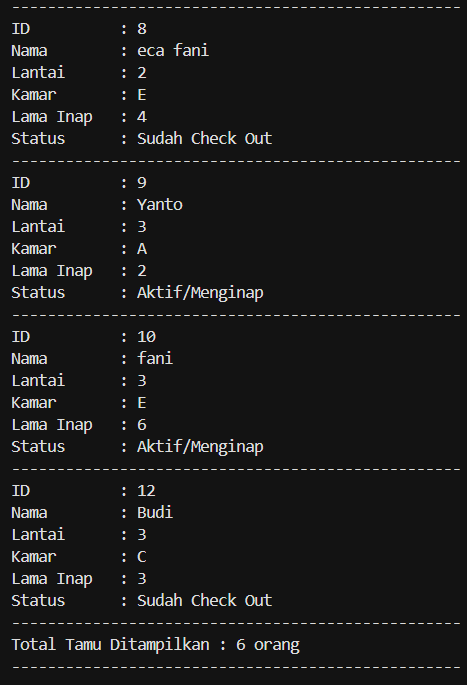 --------------------------------------------------
ID          : 8
Nama        : eca fani
Lantai      : 2
Kamar       : E
Lama Inap   : 4
Status      : Sudah Check Out
--------------------------------------------------
ID          : 9
Nama        : Yanto
Lantai      : 3
Kamar       : A
Lama Inap   : 2
Status      : Aktif/Menginap
--------------------------------------------------
ID          : 10
Nama        : fani
Lantai      : 3
Kamar       : E
Lama Inap   : 6
Status      : Aktif/Menginap
--------------------------------------------------
ID          : 12
Nama        : Budi
Lantai      : 3
Kamar       : C
Lama Inap   : 3
Status      : Sudah Check Out
--------------------------------------------------
Total Tamu Ditampilkan : 6 orang
--------------------------------------------------